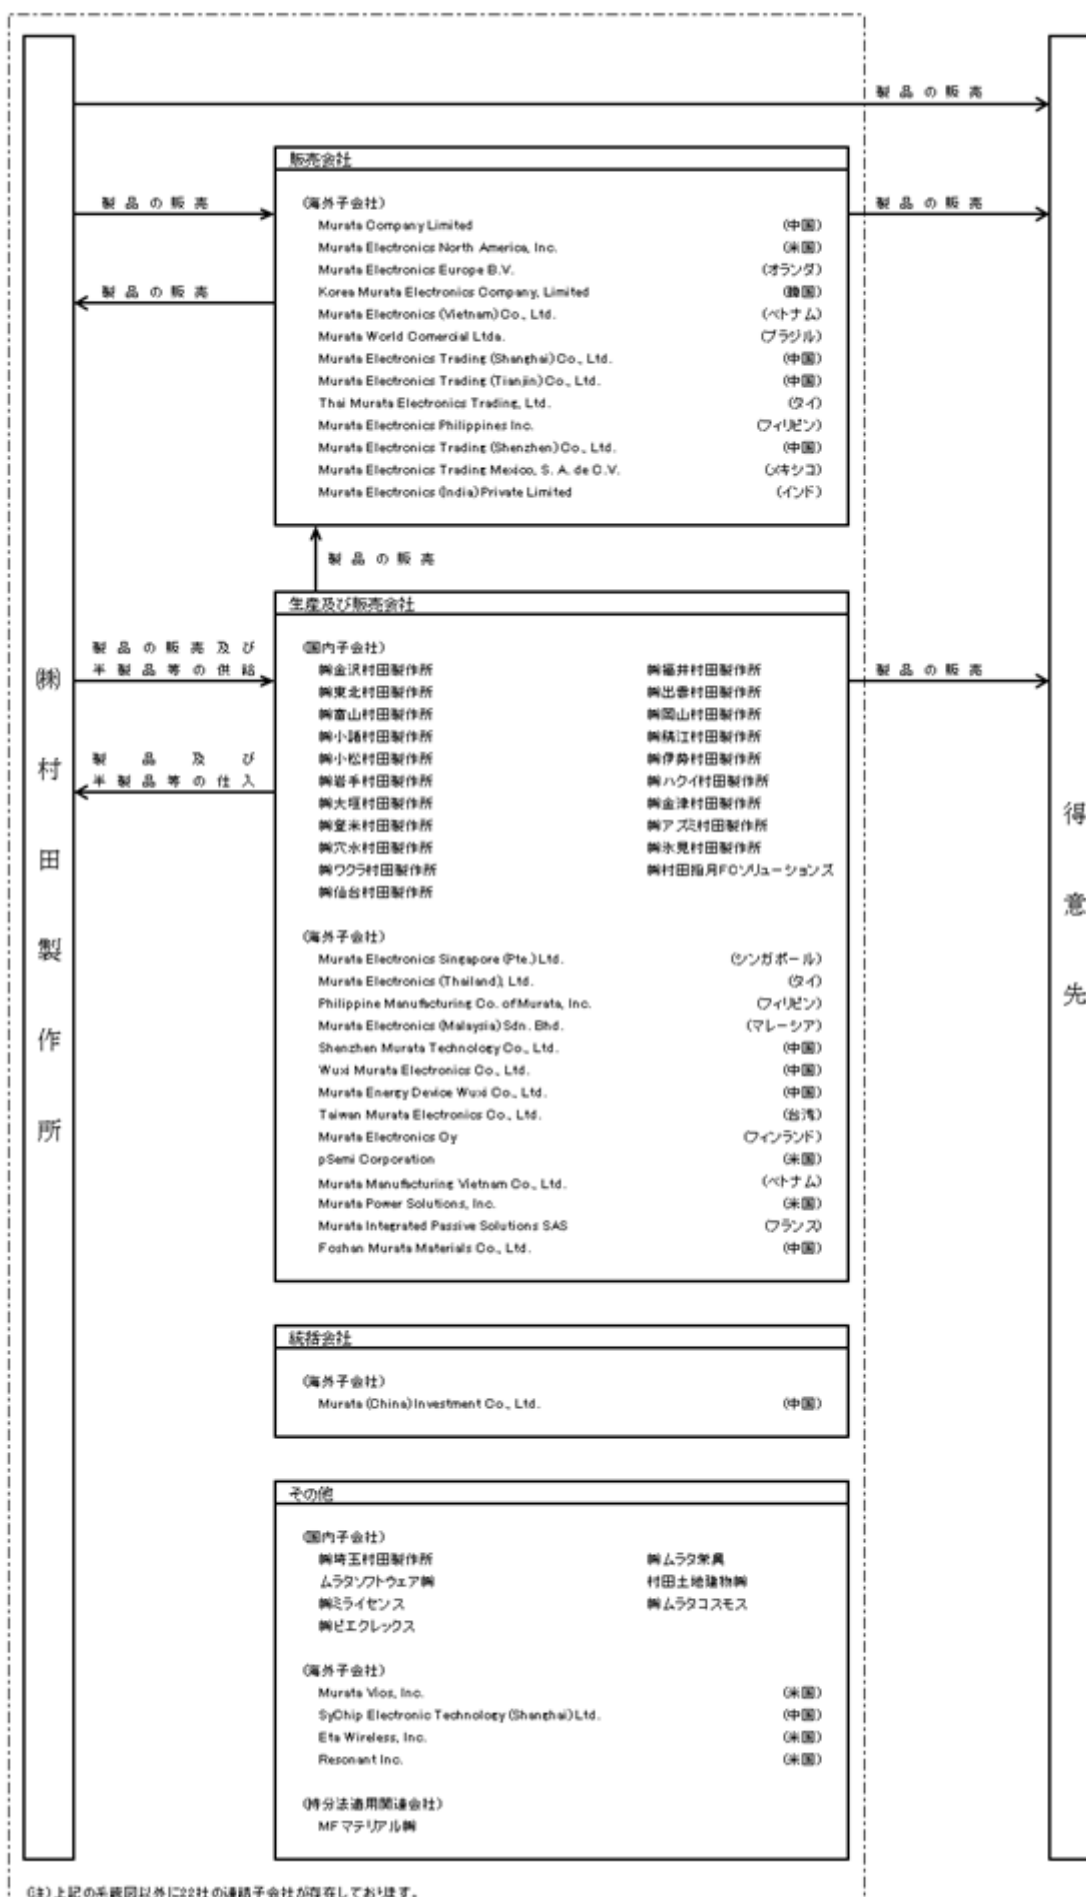 製品の販売
販売会社
製品の販売
(海外子会社)
製品の販売
Murata Company Limited (中国)
Murata Electronics North America, Inc. (米国)
Murata Electronics Europe B.V. (オランダ)
製品の販売
Korea Murata Electronics Company, Limited (韓国)
Murata Electronics (Vietnam) Co., Ltd. (ベトナム)
Murata World Comercial Ltda. (ブラジル)
Murata Electronics Trading (Shanghai) Co., Ltd. (中国)
Murata Electronics Trading (Tianjin) Co., Ltd. (中国)
Thai Murata Electronics Trading, Ltd. (タイ)
Murata Electronics Philippines Inc. (フィリピン)
Murata Electronics Trading (Shenzhen) Co., Ltd. (中国)
Murata Electronics Trading Mexico, S. A. de C.V. (メキシコ)
Murata Electronics (India) Private Limited (インド)
製品の販売
生産及び販売会社
製品の販売及び
半製品等の供給
製品及び
半製品等の仕入
製品の販売
(国内子会社)
㈱金沢村田製作所 ㈱福井村田製作所
㈱東北村田製作所 ㈱出雲村田製作所
㈱富山村田製作所 ㈱岡山村田製作所
㈱小諸村田製作所 ㈱鯖江村田製作所
㈱小松村田製作所 ㈱伊勢村田製作所
㈱岩手村田製作所 ㈱ハクイ村田製作所
㈱大垣村田製作所 ㈱金津村田製作所
㈱登米村田製作所 ㈱アズミ村田製作所
㈱穴水村田製作所 ㈱氷見村田製作所
㈱ワクラ村田製作所 ㈱村田指月FCソリューションズ
㈱仙台村田製作所
(海外子会社)
Murata Electronics Singapore (Pte.) Ltd. (シンガポール)
Murata Electronics (Thailand), Ltd. (タイ)
Philippine Manufacturing Co. of Murata, Inc. (フィリピン)
Murata Electronics (Malaysia) Sdn. Bhd. (マレーシア)
Shenzhen Murata Technology Co., Ltd. (中国)
Wuxi Murata Electronics Co., Ltd. (中国)
Murata Energy Device Wuxi Co., Ltd. (中国)
Taiwan Murata Electronics Co., Ltd. (台湾)
Murata Electronics Oy (フィンランド)
pSemi Corporation (米国)
Murata Manufacturing Vietnam Co., Ltd. (ベトナム)
Murata Power Solutions, Inc. (米国)
Murata Integrated Passive Solutions SAS (フランス)
Foshan Murata Materials Co., Ltd. (中国)
㈱村田製作所
得意先
統括会社
(海外子会社)
Murata (China) Investment Co., Ltd. (中国)
その他
(国内子会社)
㈱埼玉村田製作所 ㈱ムラタ栄興
ムラタソフトウェア㈱ 村田土地建物㈱
㈱ミライセンス ㈱ムラタコスモス
㈱ピエクレックス
(海外子会社)
Murata Vios, Inc. (米国)
SyChip Electronic Technology (Shanghai) Ltd. (中国)
Eta Wireless, Inc. (米国)
Resonant Inc. (米国)
(持分法適用関連会社)
MFマテリアル㈱
(注) 上記の系統図以外に22社の連結子会社が存在しております。